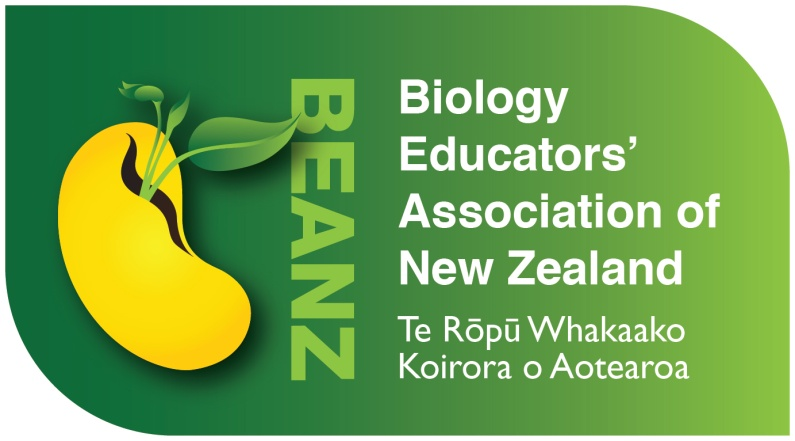 BEANZ
Biology
Educators’
Association of
New Zealand
Te Rōpū Whakaako
Koirora o Aotearoa